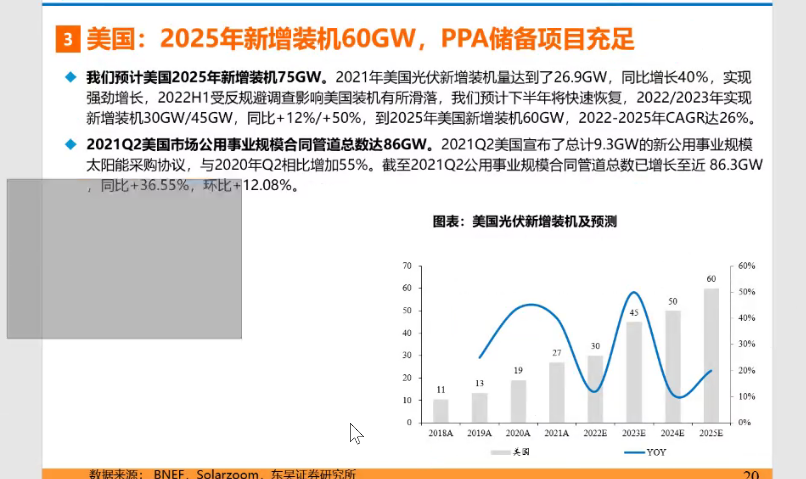 3 美国：2025年新增装机60GW，PPA储备项目充足
我们预计美国2025年新增装机75GW。2021年美国光伏新增装机量达到了26.9GW，同比增长40%，实现
强劲增长，2022H1受反规避调查影响美国装机有所滑落，我们预计下半年将快速恢复，2022/2023年实现
新增装机30GW/45GW，同比+12%/+50%，到2025年美国新增装机60GW，2022-2025年CAGR达26%。
2021Q2美国市场公用事业规模合同管道总数达86GW。2021Q2美国宣布了总计9.3GW的新公用事业规模
太阳能采购协议，与2020年Q2相比增加55%。截至2021Q2公用事业规模合同管道总数已增长至近 86.3GW
，同比+36.55%，环比+12.08%。
图表：美国光伏新增装机及预测
70 60%
60 50%
50 40%
40 30%
30 20%
20 10%
10 0%
0
11 13 19 27 30 45 50 60
2018A 2019A 2020A 2021A 2022E 2023E 2024E 2025E
美国 YOY
数据来源：BNEF，Solarzoom，东吴证券研究所
20